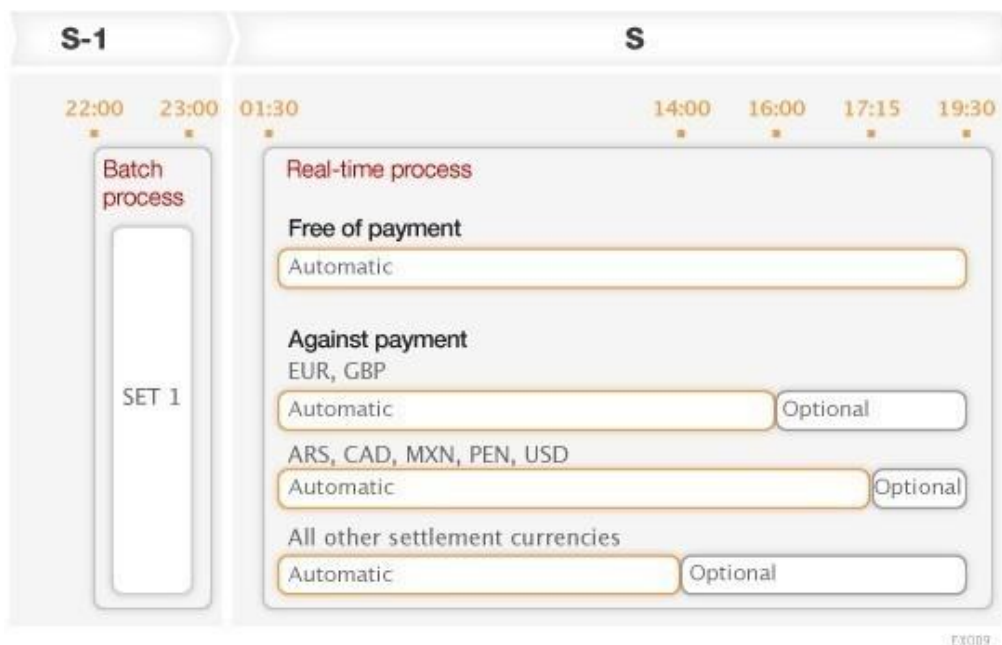 S-1
S
22:00 23:00 01:30 14:00 16:00 17:15 19:30
Batch
process
SET 1
Real-time process
Free of payment
Automatic
Against payment
EUR, GBP
Automatic Optional
ARS, CAD, MXN, PEN, USD
Automatic Optional
All other settlement currencies
Automatic Optional
EX009